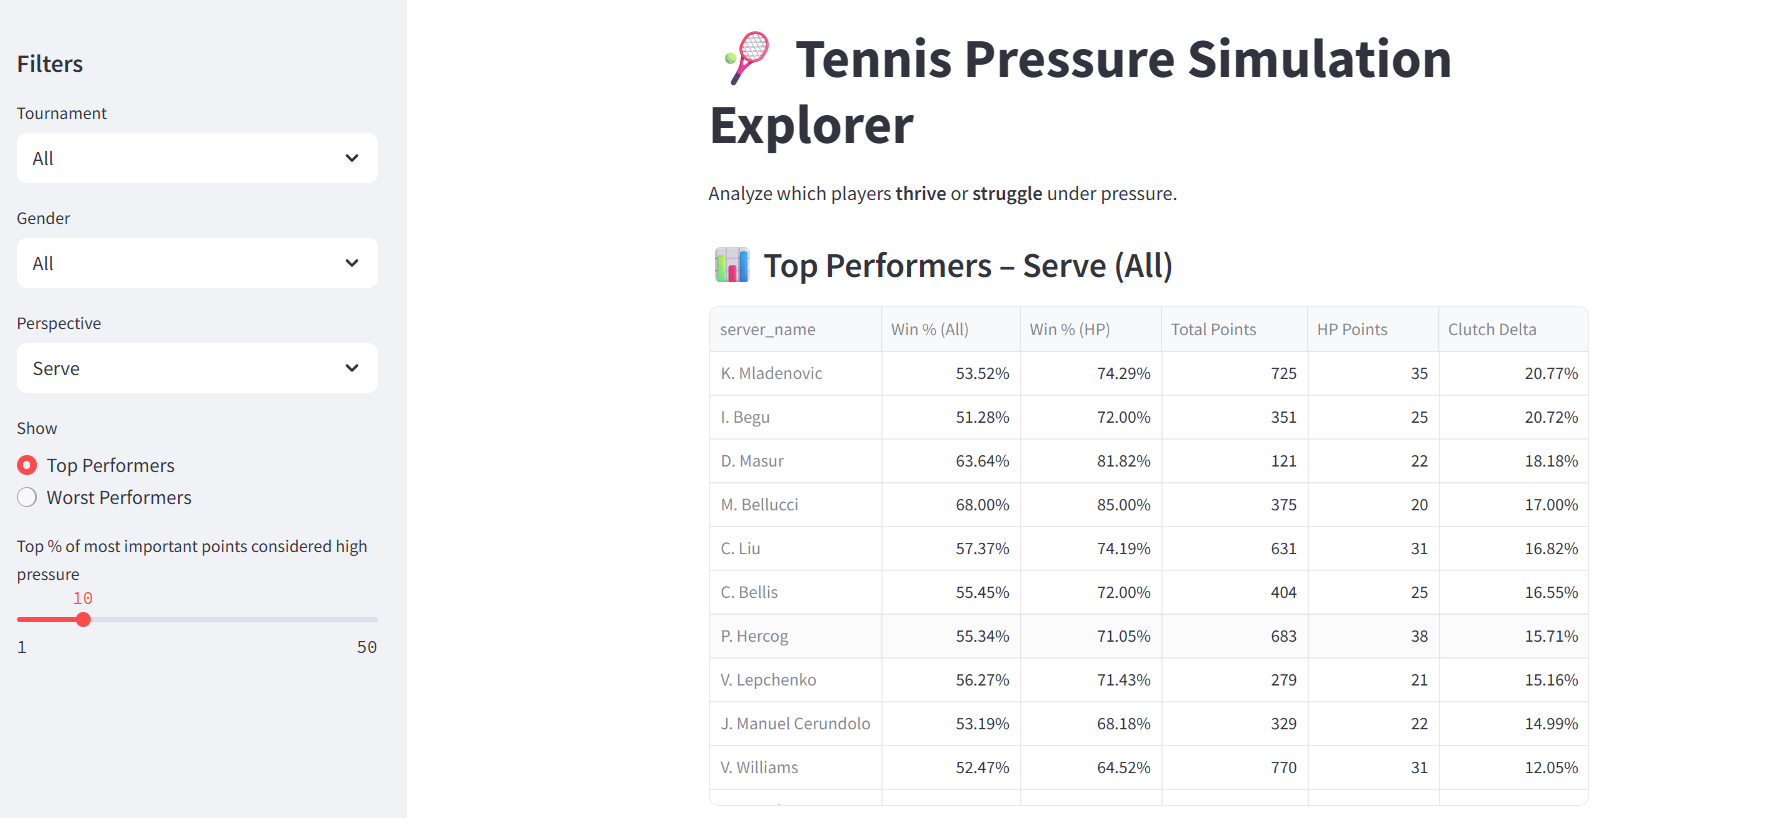 Filters
Tournament
All
Gender
All
Perspective
Serve
Show
Top Performers
Worst Performers
Top % of most important points considered high
pressure
10
1 50
Tennis Pressure Simulation
Explorer
Analyze which players thrive or struggle under pressure.
Top Performers – Serve (All)
server_name Win % (All) Win % (HP) Total Points HP Points Clutch Delta
K. Mladenovic 53.52% 74.29% 725 35 20.77%
I. Begu 51.28% 72.00% 351 25 20.72%
D. Masur 63.64% 81.82% 121 22 18.18%
M. Bellucci 68.00% 85.00% 375 20 17.00%
C. Liu 57.37% 74.19% 631 31 16.82%
C. Bellis 55.45% 72.00% 404 25 16.55%
P. Hercog 55.34% 71.05% 683 38 15.71%
V. Lepchenko 56.27% 71.43% 279 21 15.16%
J. Manuel Cerundolo 53.19% 68.18% 329 22 14.99%
V. Williams 52.47% 64.52% 770 31 12.05%